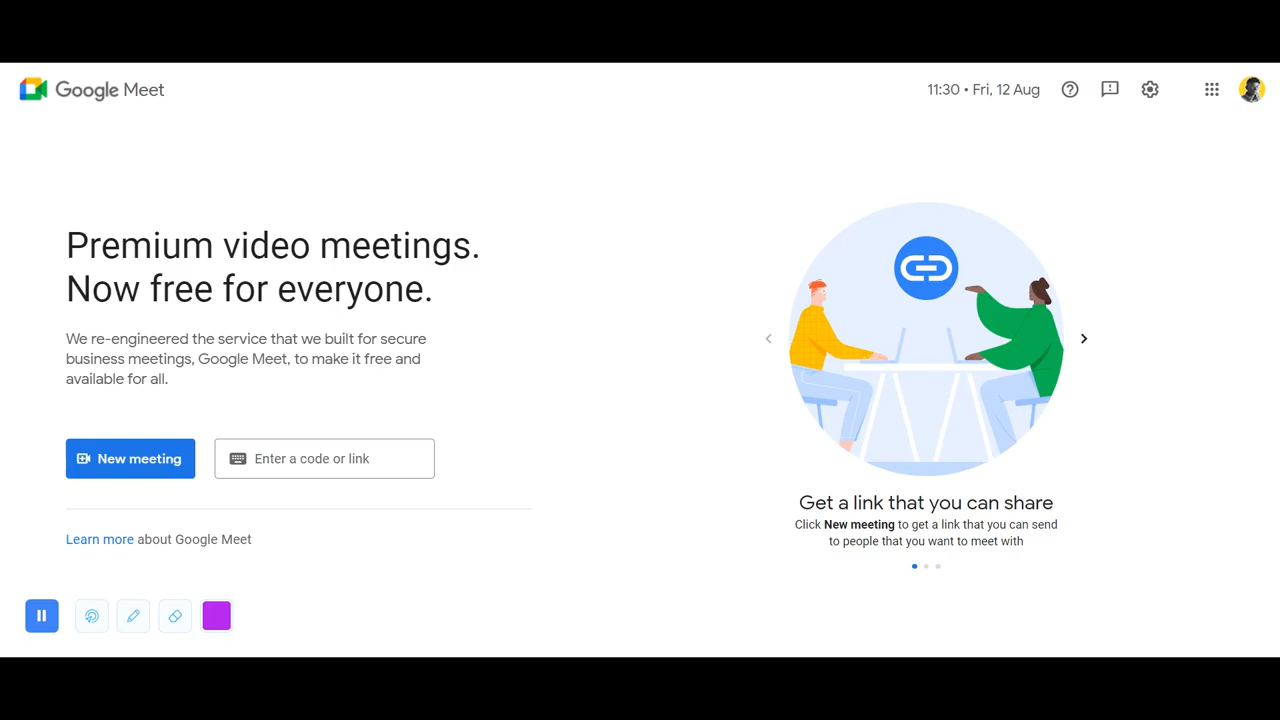 Google Meet
11:30 • Fri, 12 Aug
Premium video meetings.
Now free for everyone.
We re-engineered the service that we built for secure
business meetings, Google Meet, to make it free and
available for all.
New meeting
Enter a code or link
Learn more about Google Meet
Get a link that you can share
Click New meeting to get a link that you can send
to people that you want to meet with